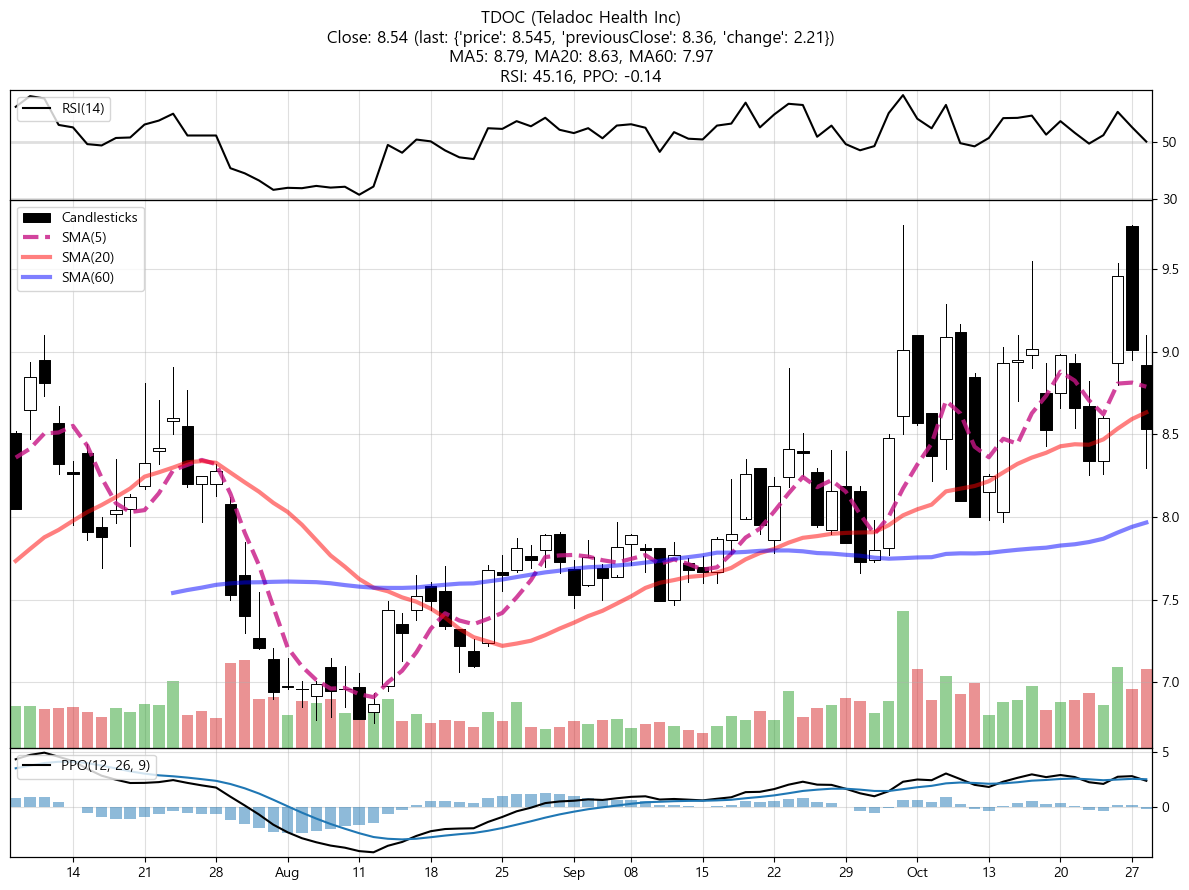 TDOC (Teladoc Health Inc)
Close: 8.54 (last: {'price': 8.545, 'previousClose': 8.36, 'change': 2.21})
MA5: 8.79, MA20: 8.63, MA60: 7.97
RSI: 45.16, PPO: -0.14
RSI(14)
50
30
Candlesticks
SMA(5)
SMA(20)
SMA(60)
9.5
9.0
8.5
8.0
7.5
7.0
PPO(12, 26, 9)
5
0
14 21 28 Aug 11 18 25 Sep 08 15 22 29 Oct 13 20 27